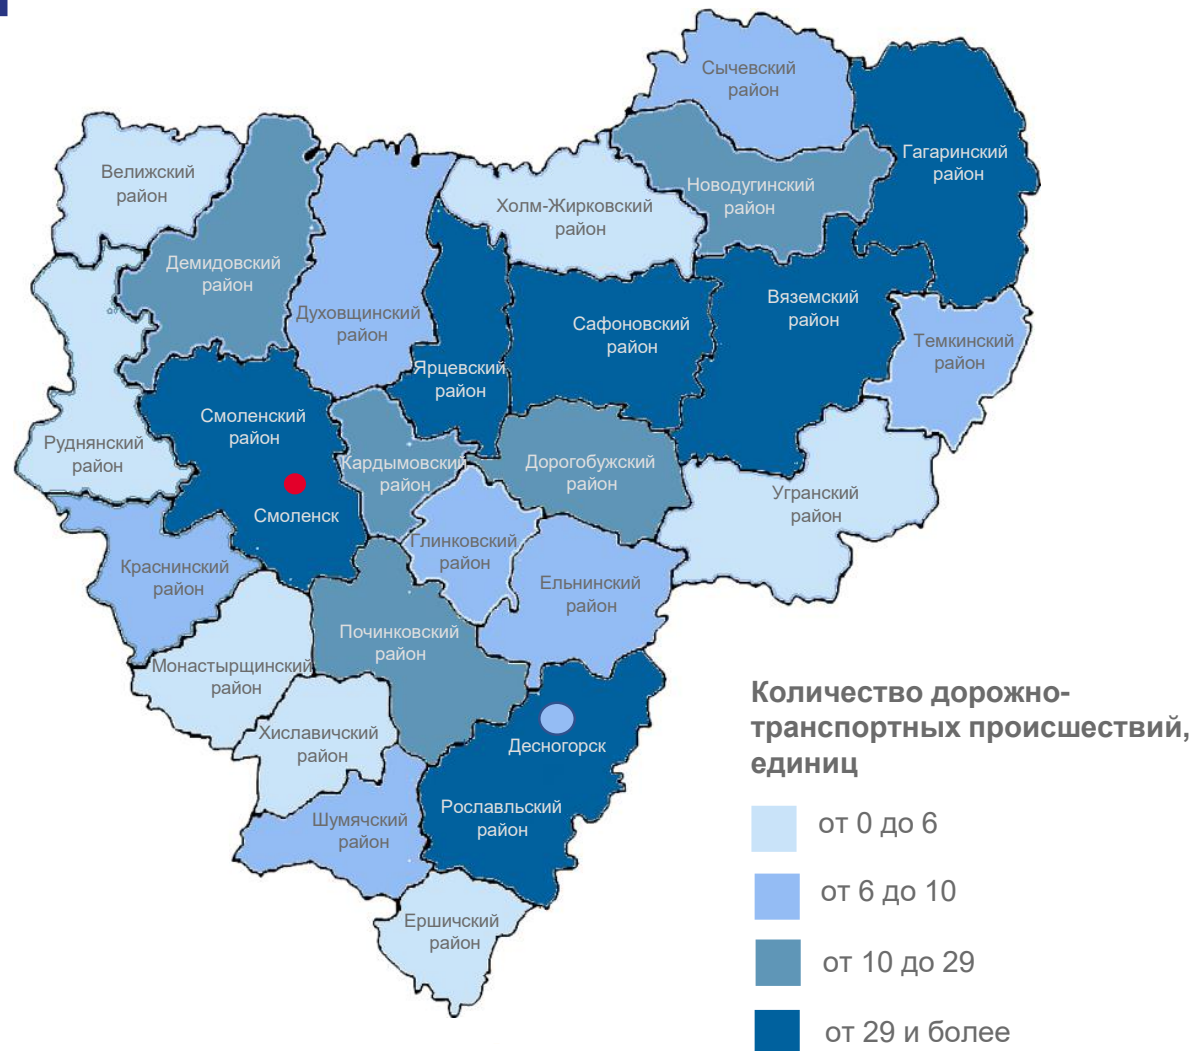 Сычевский
район
Гагаринский
район
Велижский
район
Новодугинский
район
Холм-Жирковский
район
Демидовский
район
Вяземский
район
Духовщинский
район
Сафоновский
район
Темкинский
район
Ярцевский
район
Смоленский
район
Руднянский
район
Кардымовский
район
Дорогобужский
район
Угранский
район
Смоленск
Глинковский
район
Краснинский
район
Ельнинский
район
Починковский
район
Монастырщинский
район
Хиславичский
район
Десногорск
Рославльский
район
Шумячский
район
Ершичский
район
Количество дорожно-
транспортных происшествий,
единиц
от 0 до 6
от 6 до 10
от 10 до 29
от 29 и более